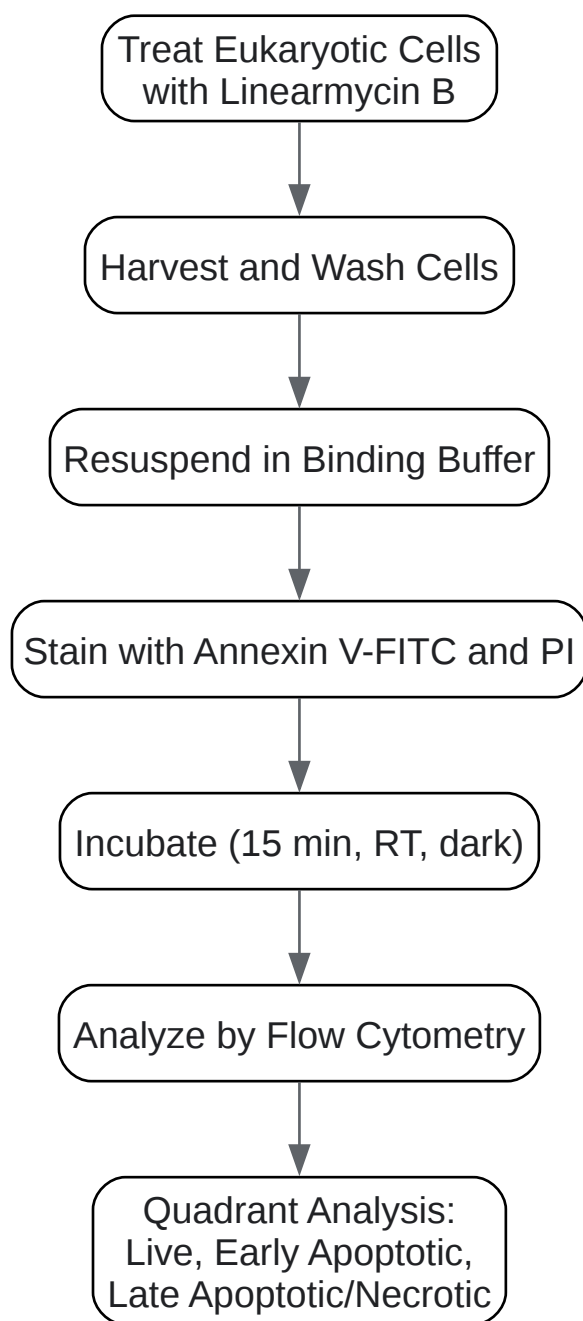 Treat Eukaryotic Cells
with Linearmycin B
Harvest and Wash Cells
Resuspend in Binding Buffer
Stain with Annexin V-FITC and PI
Incubate (15 min, RT, dark)
Analyze by Flow Cytometry
Quadrant Analysis:
Live, Early Apoptotic,
Late Apoptotic/Necrotic